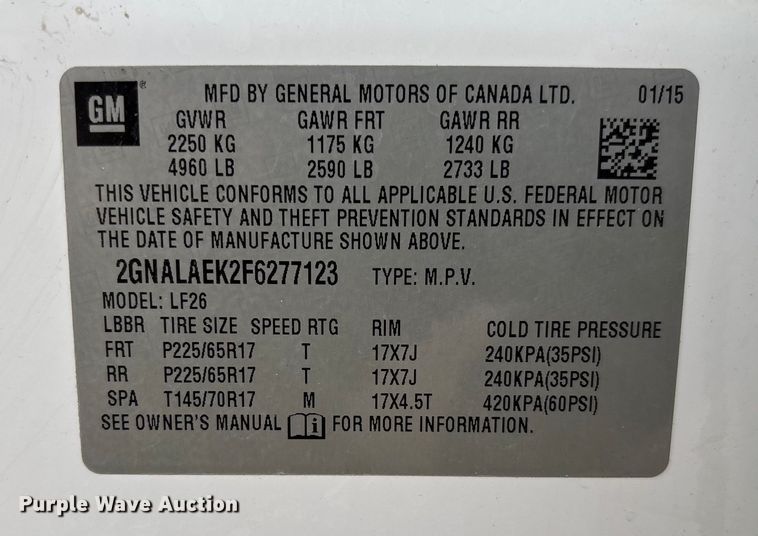 GM ® MFD BY GENERAL MOTORS OF CANADA LTD. 01/15
GVWR GAWR FRT GAWR RR
2250 KG 1175 KG 1240 KG
4960 LB 2590 LB 2733 LB
THIS VEHICLE CONFORMS TO ALL APPLICABLE U.S. FEDERAL MOTOR
VEHICLE SAFETY AND THEFT PREVENTION STANDARDS IN EFFECT ON
THE DATE OF MANUFACTURE SHOWN ABOVE.
2GNALAEK2F6277123 TYPE: M.P.V.
MODEL: LF26
LBBR TIRE SIZE SPEED RTG RIM COLD TIRE PRESSURE
FRT P225/65R17 T 17X7J 240KPA(35PSI)
RR P225/65R17 T 17X7J 240KPA(35PSI)
SPA T145/70R17 M 17X4.5T 420KPA(60PSI)
SEE OWNER'S MANUAL i FOR MORE INFORMATION.
Purple Wave Auction